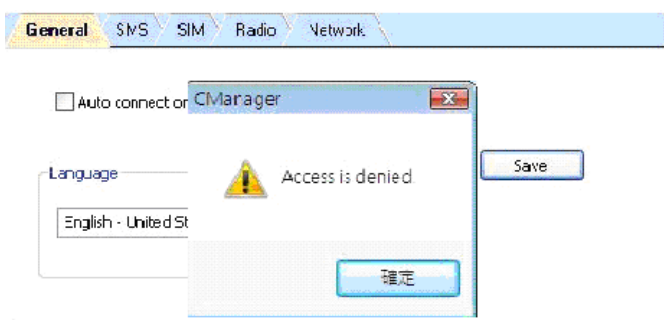 General SMS SIM Radio Network
Auto connect or
CManager
Access is denied
Save
Language
English - United St
確定